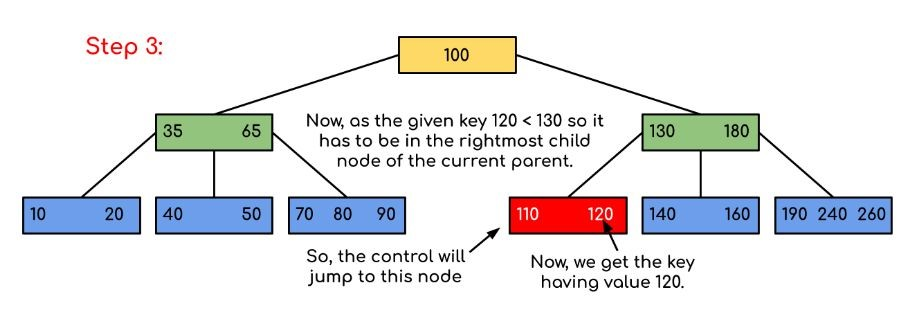 Step 3:
100
35 65
Now, as the given key 120 < 130 so it
has to be in the rightmost child
node of the current parent.
130 180
10 20
40 50
70 80 90
110 120
140 160
190 240 260
So, the control will
jump to this node
Now, we get the key
having value 120.